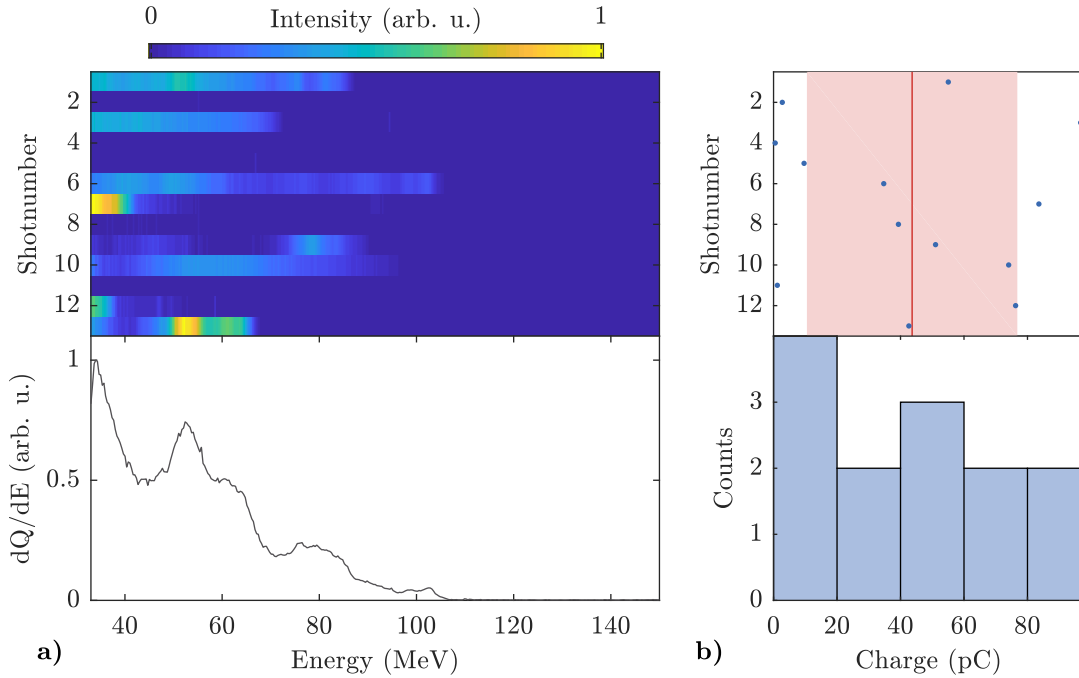 0 Intensity (arb. u.) 1
Shotnumber
2
4
6
8
10
12
dQ/dE (arb. u.)
1
0.5
0
40 60 80 100 120 140
Energy (MeV)
a)
Shotnumber
2
4
6
8
10
12
Counts
3
2
1
0
0 20 40 60 80
Charge (pC)
b)